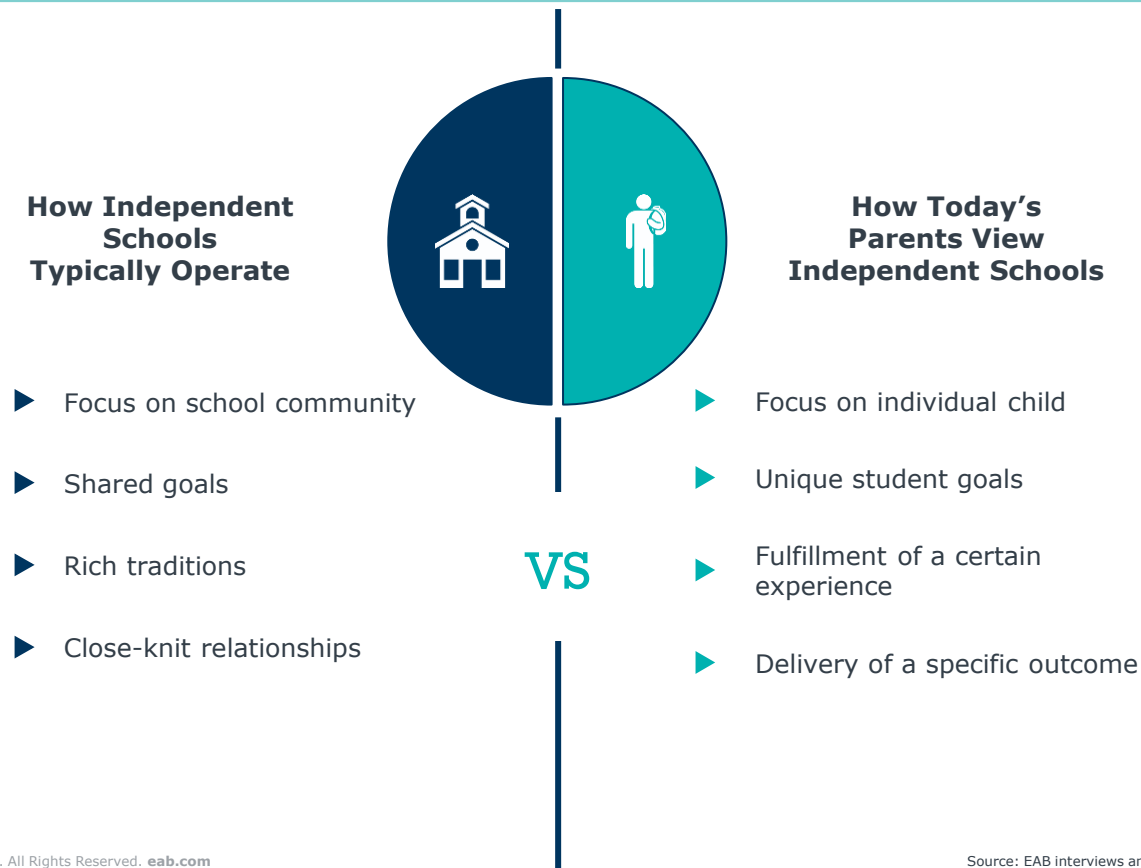 How Independent
Schools
Typically Operate
Focus on school community
Shared goals
Rich traditions
Close-knit relationships
VS
How Today’s
Parents View
Independent Schools
Focus on individual child
Unique student goals
Fulfillment of a certain
experience
Delivery of a specific outcome
. All Rights Reserved. eab.com
Source: EAB interviews